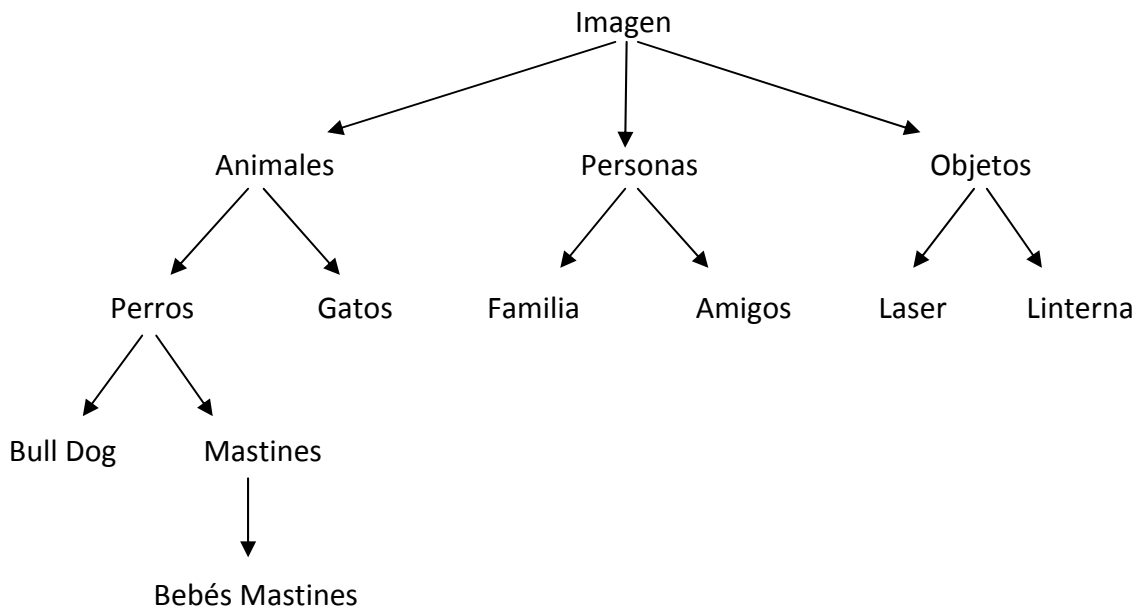 Imagen
Animales Personas Objetos
Perros Gatos Familia Amigos Laser Linterna
Bull Dog Mastines
Bebés Mastines